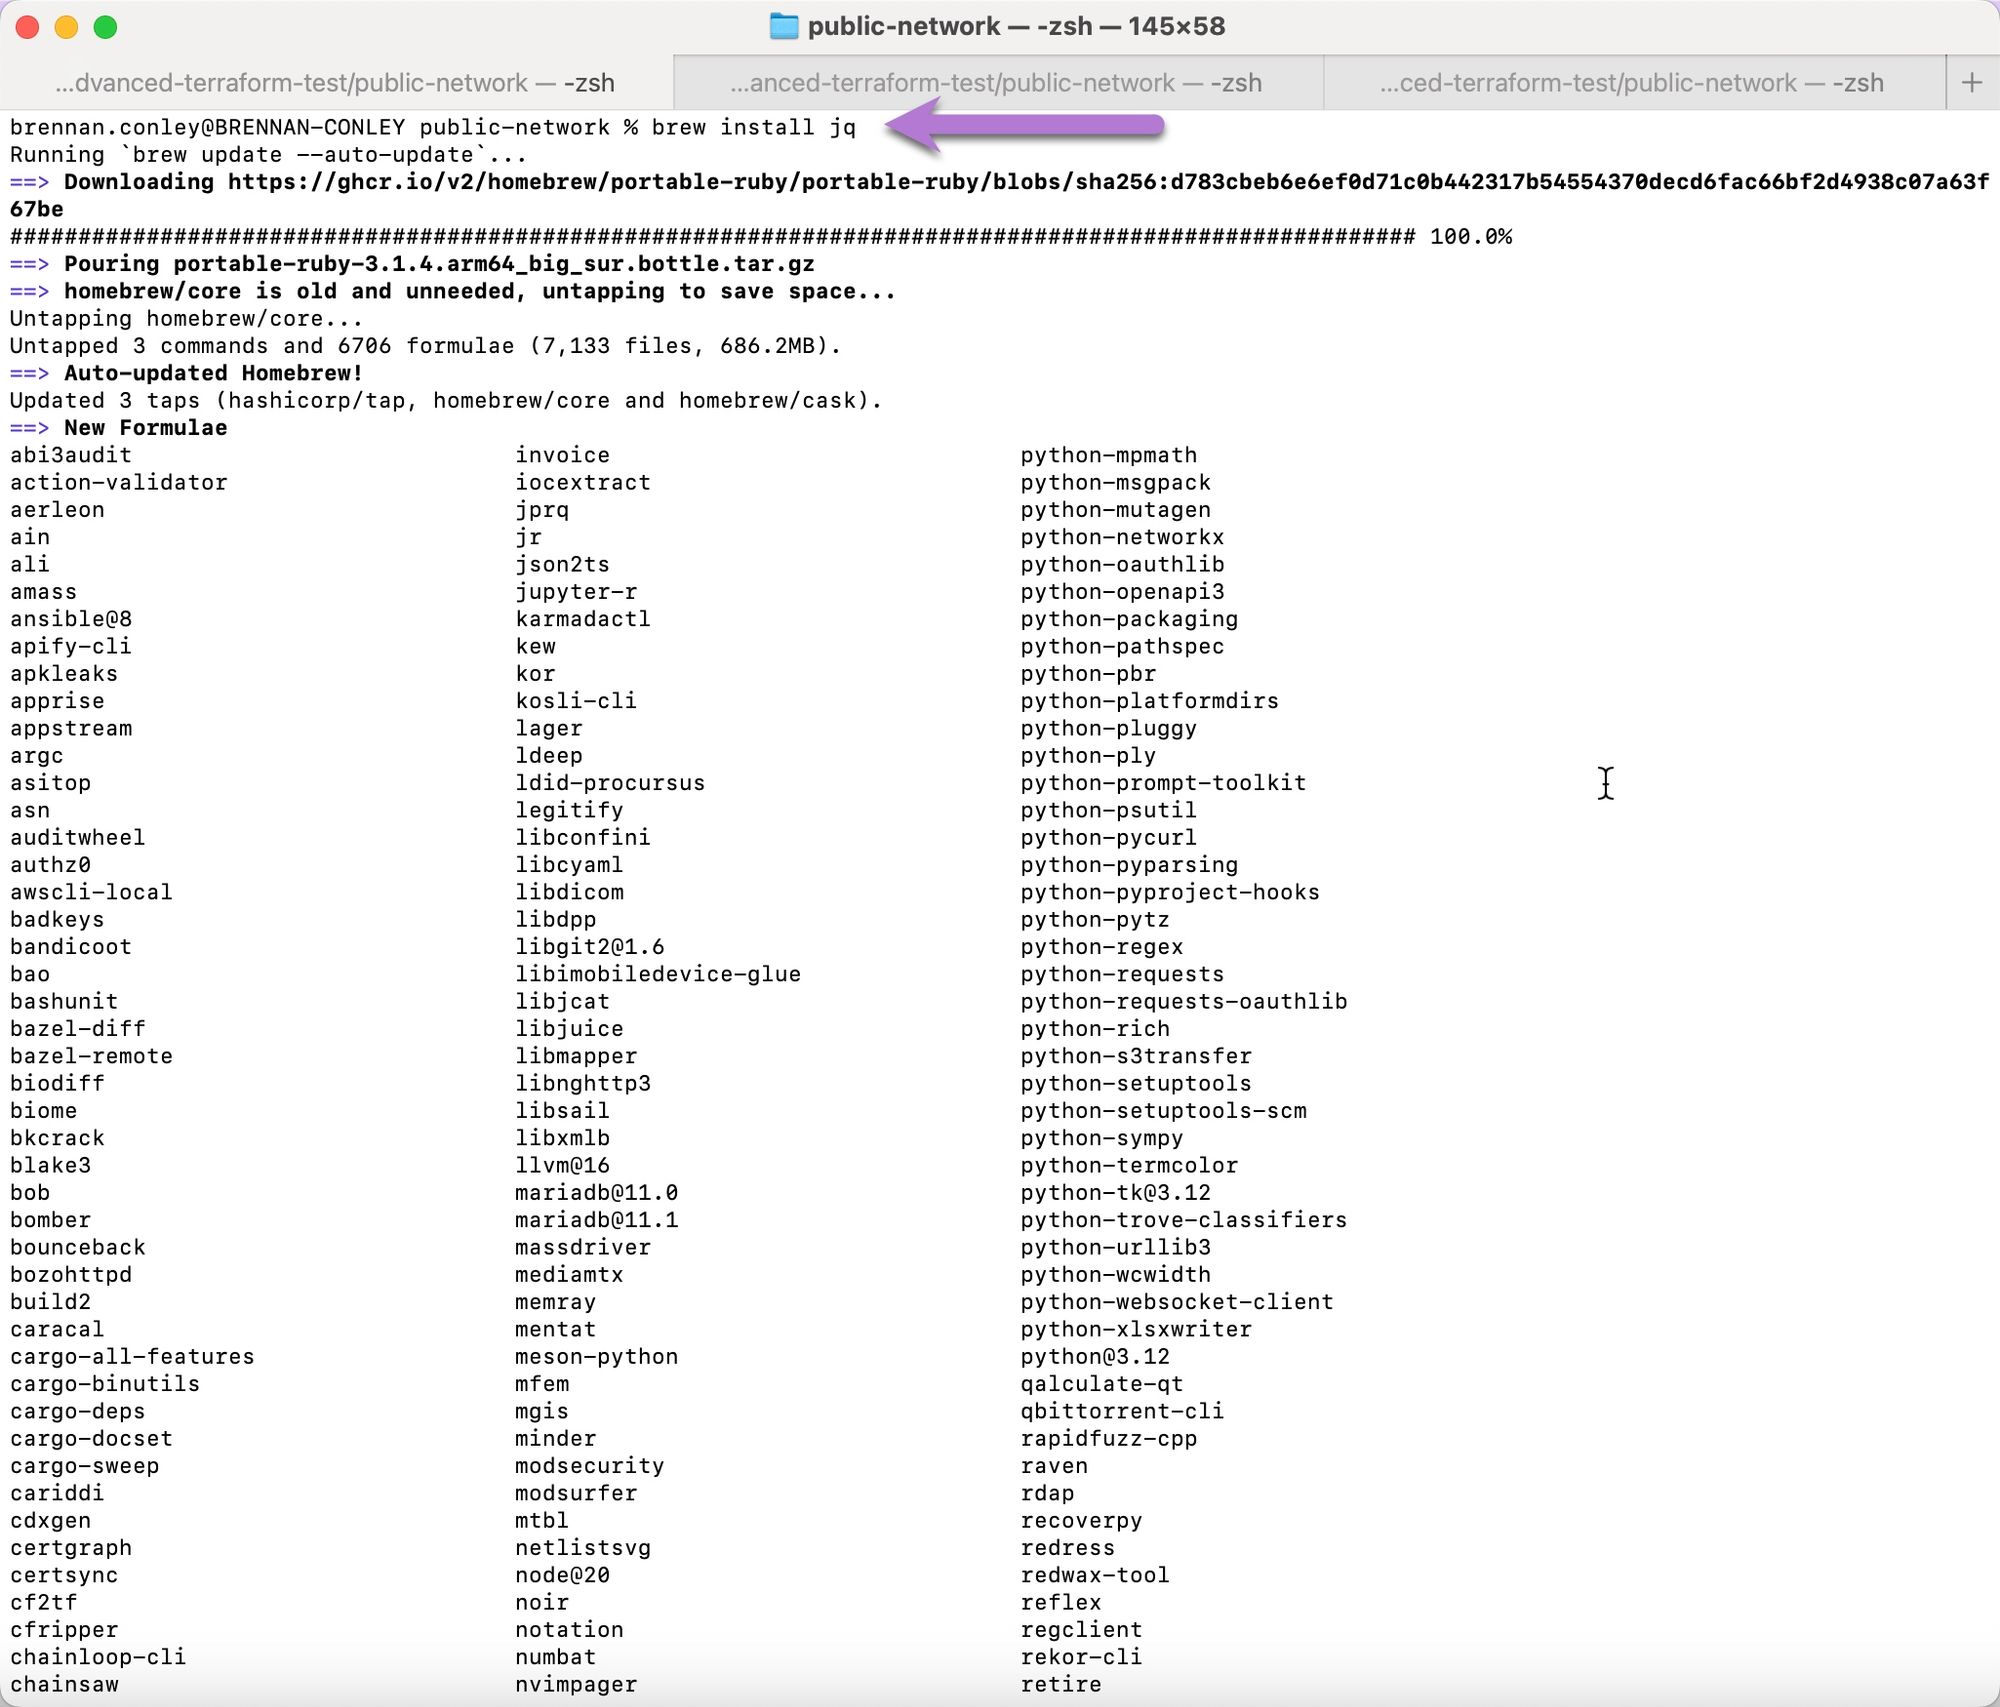 public-network — -zsh — 145×58
...dvanced-terraform-test/public-network — -zsh ...anced-terraform-test/public-network — -zsh ...ced-terraform-test/public-network — -zsh +
brennan.conley@BRENNAN-CONLEY public-network % brew install jq
Running `brew update --auto-update`...
==> Downloading https://ghcr.io/v2/homebrew/portable-ruby/portable-ruby/blobs/sha256:d783cbeb6e6ef0d71c0b442317b54554370decd6fac66bf2d4938c07a63f
67be
####################################################################################################### 100.0%
==> Pouring portable-ruby-3.1.4.arm64_big_sur.bottle.tar.gz
==> homebrew/core is old and unneeded, untapping to save space...
Untapping homebrew/core...
Untapped 3 commands and 6706 formulae (7,133 files, 686.2MB).
==> Auto-updated Homebrew!
Updated 3 taps (hashicorp/tap, homebrew/core and homebrew/cask).
==> New Formulae
abi3audit invoice python-mpmath
action-validator iocextract python-msgpack
aerleon jprq python-mutagen
ain jr python-networkx
ali json2ts python-oauthlib
amass jupyter-r python-openapi3
ansible@8 karmadactl python-packaging
apify-cli kew python-pathspec
apkleaks kor python-pbr
apprise kosli-cli python-platformdirs
appstream lager python-pluggy
argc ldeep python-ply
asitop ldid-procursus python-prompt-toolkit
asn legitify python-psutil
auditwheel libconfini python-pycurl
authz0 libcyaml python-pyparsing
awscli-local libdicom python-pyproject-hooks
badkeys libdpp python-pytz
bandicoot libgit2@1.6 python-regex
bao libimobiledevice-glue python-requests
bashunit libjcat python-requests-oauthlib
bazel-diff libjuice python-rich
bazel-remote libmapper python-s3transfer
biodiff libnghttp3 python-setuptools
biome libsail python-setuptools-scm
bkcrack libxmlb python-sympy
blake3 llvm@16 python-termcolor
bob mariadb@11.0 python-tk@3.12
bomber mariadb@11.1 python-trove-classifiers
bounceback massdriver python-urllib3
bozohttpd mediamtx python-wcwidth
build2 memray python-websocket-client
caracal mentat python-xlsxwriter
cargo-all-features meson-python python@3.12
cargo-binutils mfem qalculate-qt
cargo-deps mgis qbittorrent-cli
cargo-docset minder rapidfuzz-cpp
cargo-sweep modsecurity raven
cariddi modsurfer rdap
cdxgen mtbl recoverpy
certgraph netlistsvg redress
certsync node@20 redwax-tool
cf2tf noir reflex
cfripper notation regclient
chainloop-cli numbat rekor-cli
chainsaw nvimpager retire